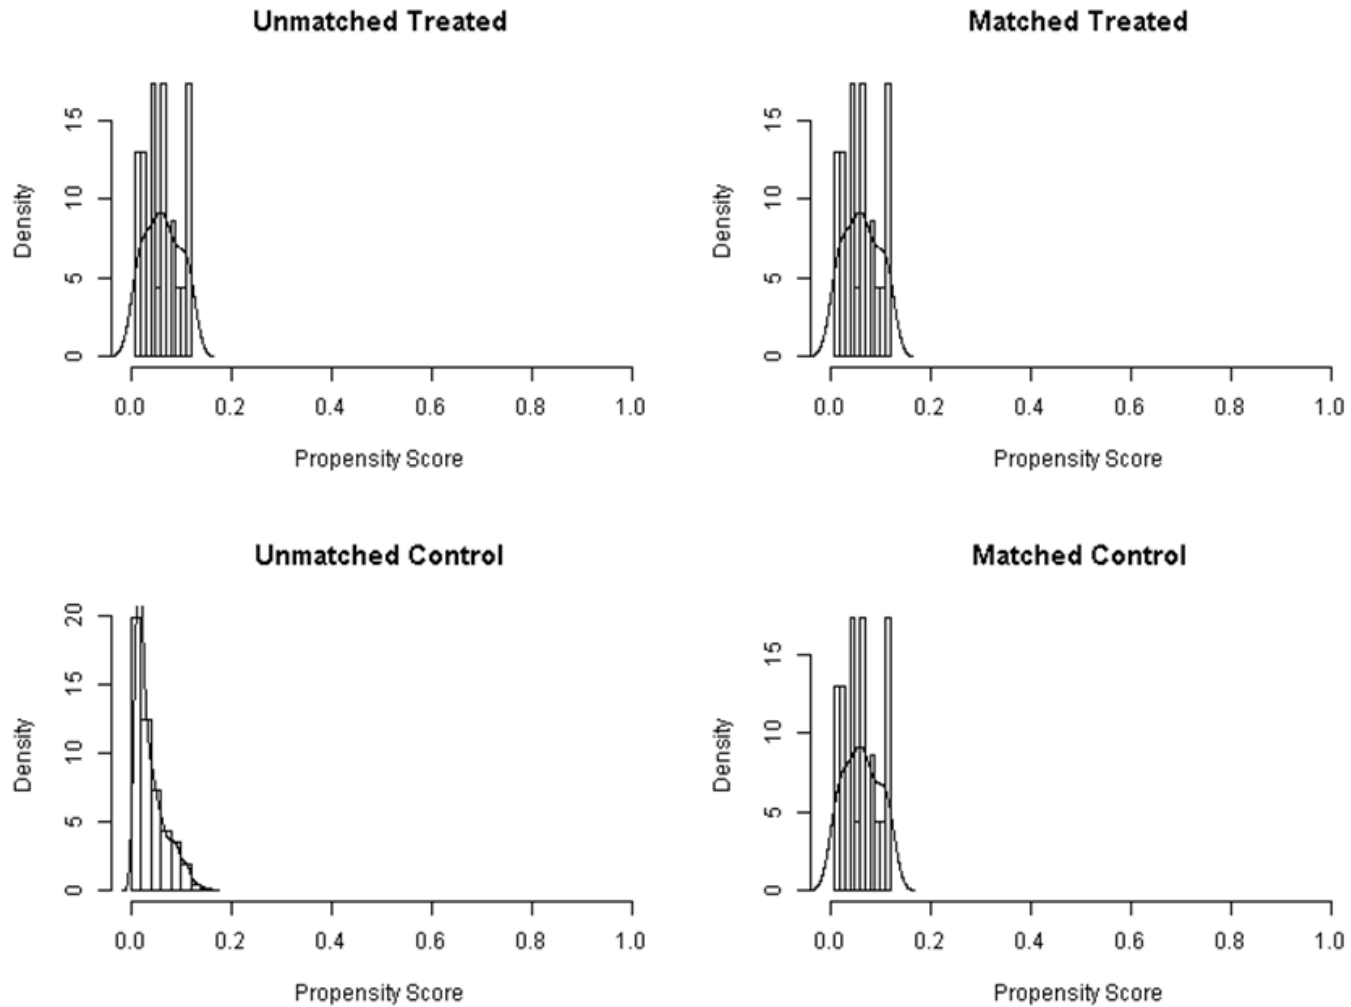 Unmatched Treated
Density
0 5 10 15
0.0 0.2 0.4 0.6 0.8 1.0
Propensity Score
Matched Treated
Density
0 5 10 15
0.0 0.2 0.4 0.6 0.8 1.0
Propensity Score
Unmatched Control
Density
0 5 10 15 20
0.0 0.2 0.4 0.6 0.8 1.0
Propensity Score
Matched Control
Density
0 5 10 15
0.0 0.2 0.4 0.6 0.8 1.0
Propensity Score